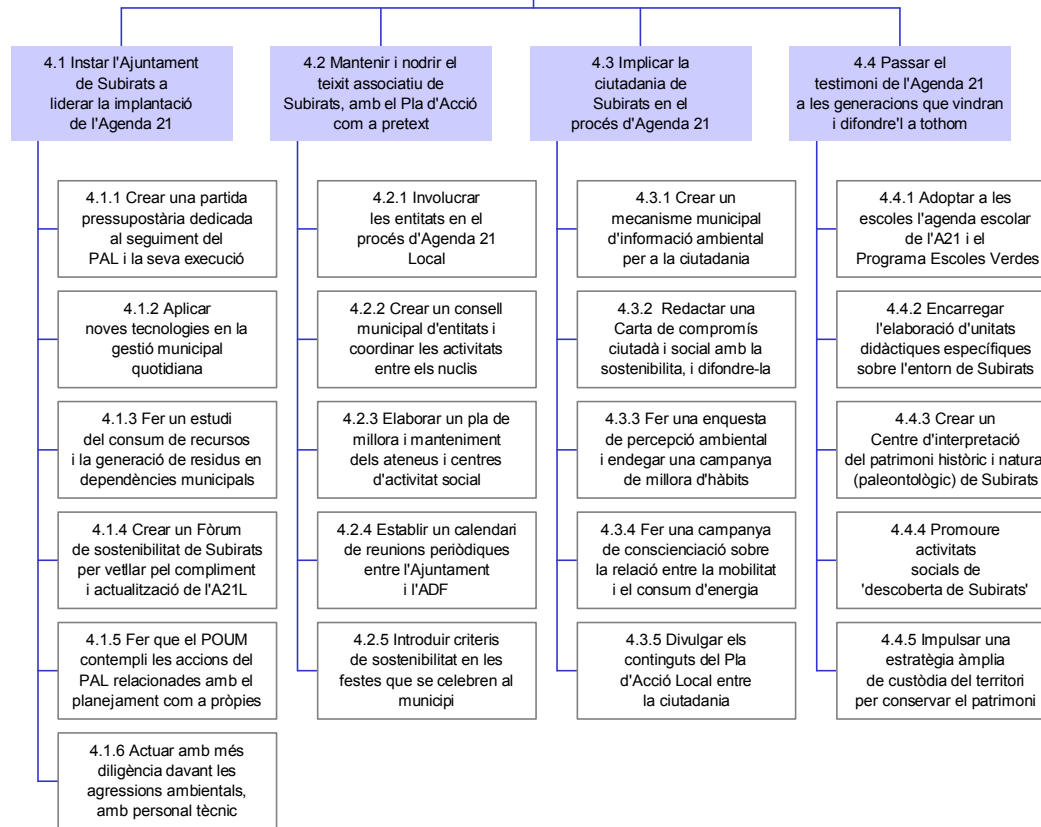 4.1 Instar l'Ajuntament
de Subirats a
liderar la implantació
de l'Agenda 21
4.1.1 Crear una partida
pressupostària dedicada
al seguiment del
PAL i la seva execució
4.1.2 Aplicar
noves tecnologies en la
gestió municipal
quotidiana
4.1.3 Fer un estudi
del consum de recursos
i la generació de residus en
dependències municipals
4.1.4 Crear un Fòrum
de sostenibilitat de Subirats
per vetllar pel compliment
i actualització de l'A21L
4.1.5 Fer que el POUM
contempli les accions del
PAL relacionades amb el
planejament com a pròpies
4.1.6 Actuar amb més
diligència davant les
agressions ambientals,
amb personal tècnic
4.2 Mantenir i nodrir el
teixit associatiu de
Subirats, amb el Pla d'Acció
com a pretext
4.2.1 Involucrar
les entitats en el
procés d'Agenda 21
Local
4.2.2 Crear un consell
municipal d'entitats i
coordinar les activitats
entre els nuclis
4.2.3 Elaborar un pla de
millora i manteniment
dels ateneus i centres
d'activitat social
4.2.4 Establir un calendari
de reunions periòdiques
entre l'Ajuntament
i l'ADF
4.2.5 Introduir criteris
de sostenibilitat en les
festes que se celebren al
municipi
4.3 Implicar la
ciutadania de
Subirats en el
procés d'Agenda 21
4.3.1 Crear un
mecanisme municipal
d'informació ambiental
per a la ciutadania
4.3.2 Redactar una
Carta de compromís
ciutadà i social amb la
sostenibilita, i difondre-la
4.3.3 Fer una enquesta
de percepció ambiental
i endegar una campanya
de millora d'hàbits
4.3.4 Fer una campanya
de conscienciació sobre
la relació entre la mobilitat
i el consum d'energia
4.3.5 Divulgar els
continguts del Pla
d'Acció Local entre
la ciutadania
4.4 Passar el
testimoni de l'Agenda 21
a les generacions que vindran
i difondre'l a tothom
4.4.1 Adoptar a les
escoles l'agenda escolar
de l'A21 i el
Programa Escoles Verdes
4.4.2 Encarregar
l'elaboració d'unitats
didàctiques específiques
sobre l'entorn de Subirats
4.4.3 Crear un
Centre d'interpretació
del patrimoni històric i natura
(paleontològic) de Subirats
4.4.4 Promoure
activitats
socials de
'descoberta de Subirats'
4.4.5 Impulsar una
estratègia àmplia
de custòdia del territori
per conservar el patrimoni